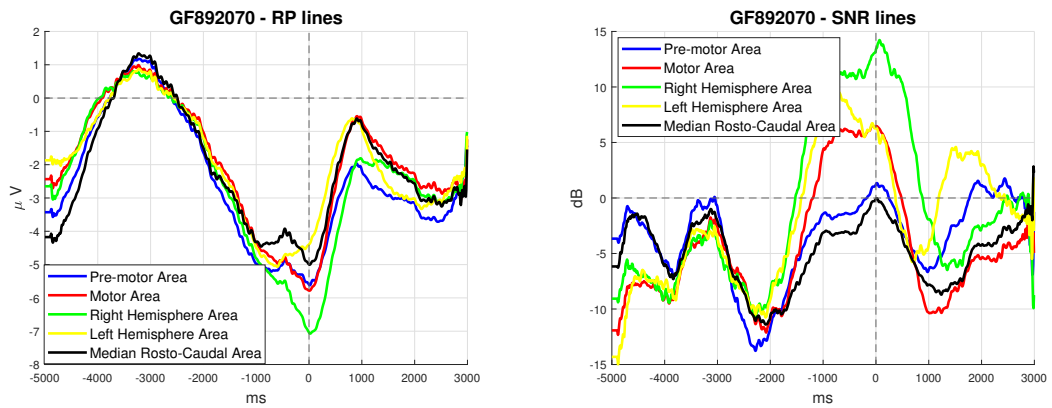 GF892070 - RP lines
2
1
0
-1
-2
-3
-4
-5
-6
-7
-8
μ V
Pre-motor Area
Motor Area
Right Hemisphere Area
Left Hemisphere Area
Median Rosto-Caudal Area
-5000 -4000 -3000 -2000 -1000 0 1000 2000 3000
ms
GF892070 - SNR lines
15
10
5
0
-5
-10
-15
dB
Pre-motor Area
Motor Area
Right Hemisphere Area
Left Hemisphere Area
Median Rosto-Caudal Area
-5000 -4000 -3000 -2000 -1000 0 1000 2000 3000
ms